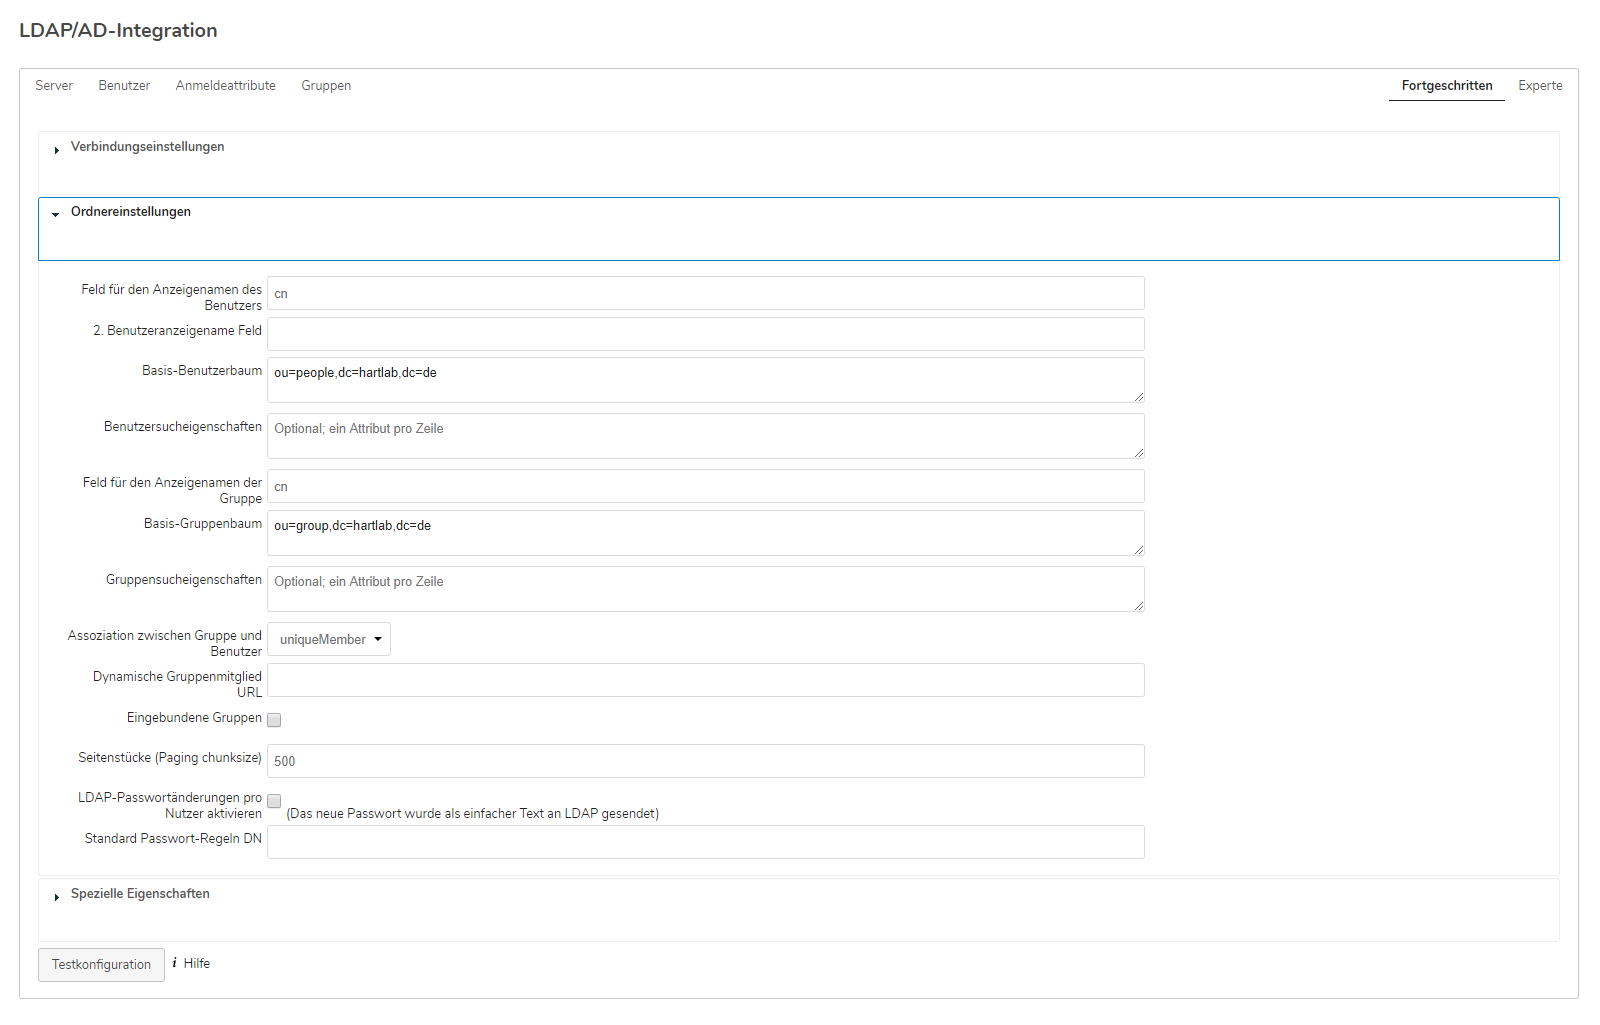 LDAP/AD-Integration
Server Benutzer Anmeldeattribute Gruppen Fortgeschritten Experte
Verbindungseinstellungen
Ordnereinstellungen
Feld für den Anzeigenamen des
Benutzers
cn
2. Benutzeranzeigename Feld
Basis-Benutzerbaum
ou=people,dc=hartlab,dc=de
Benutzersucheigenschaften
Optional; ein Attribut pro Zeile
Feld für den Anzeigenamen der
Gruppe
cn
Basis-Gruppenbaum
ou=group,dc=hartlab,dc=de
Gruppensucheigenschaften
Optional; ein Attribut pro Zeile
Assoziation zwischen Gruppe und
Benutzer
uniqueMember
Dynamische Gruppenmitglied
URL
Eingebundene Gruppen
Seitenstücke (Paging chunksize)
500
LDAP-Passwortänderungen pro
Nutzer aktivieren
(Das neue Passwort wurde als einfacher Text an LDAP gesendet)
Standard Passwort-Regeln DN
Spezielle Eigenschaften
Testkonfiguration i Hilfe